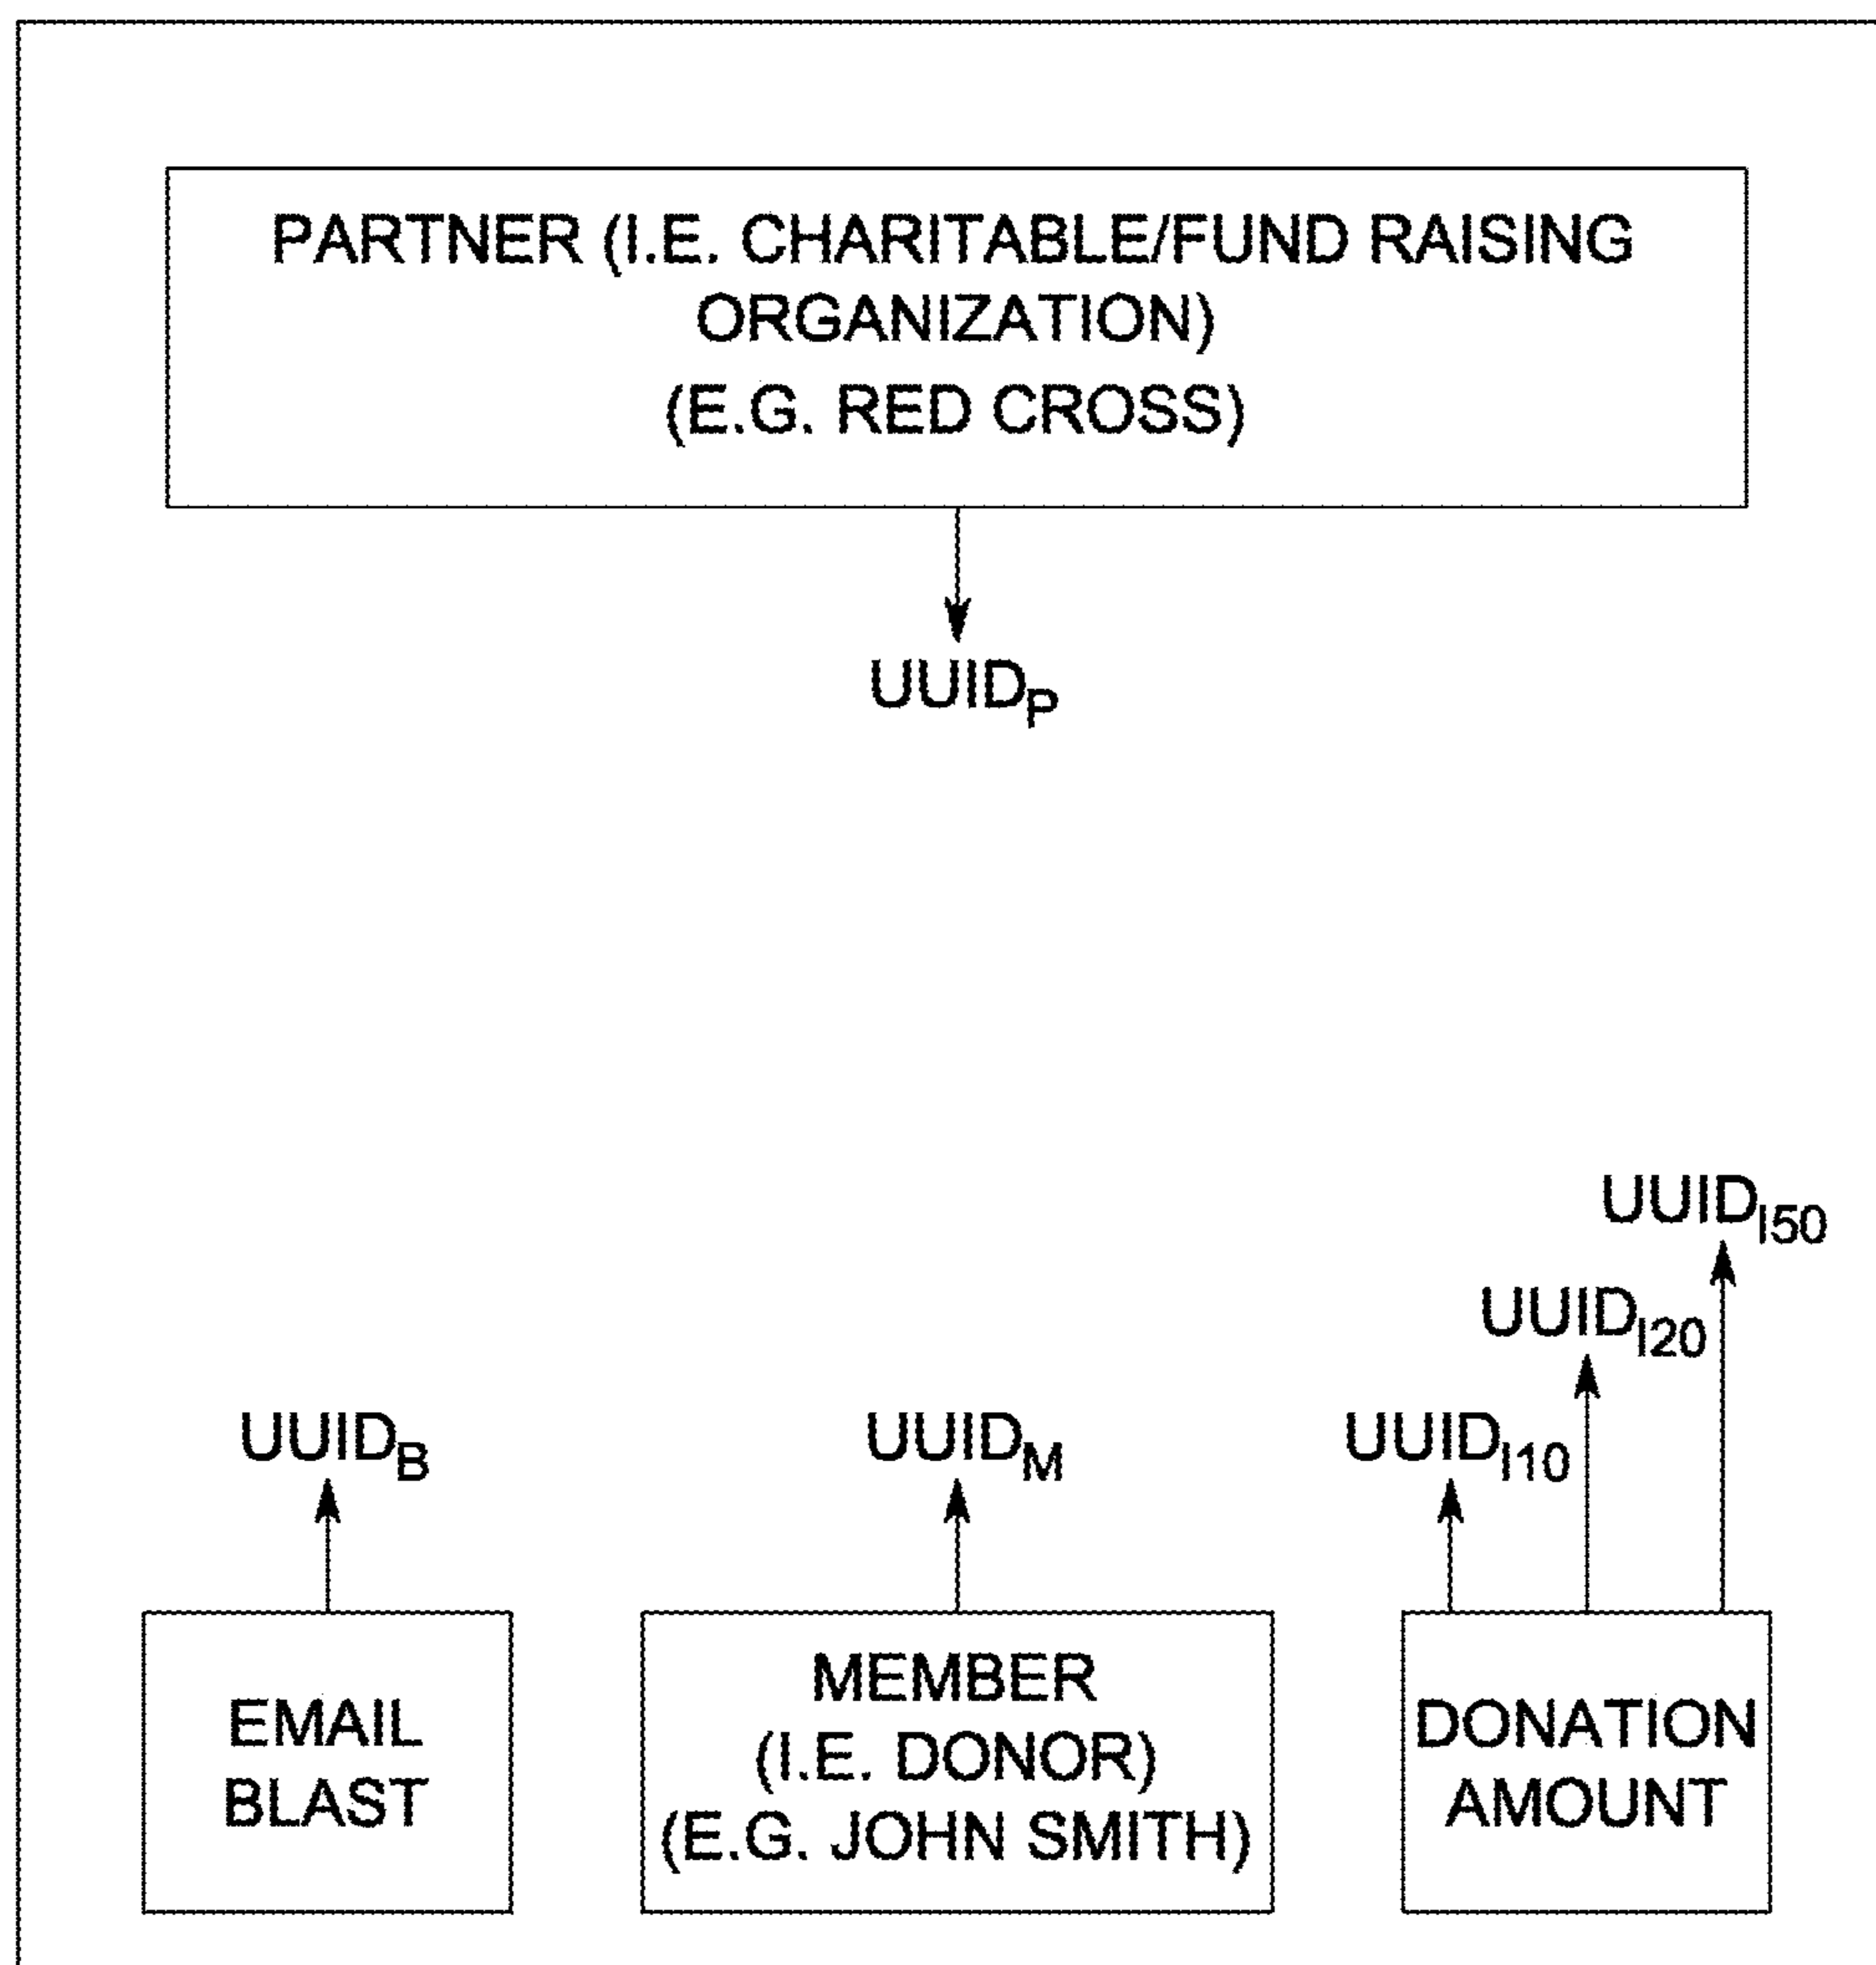 PARTNER (I.E. CHARITABLE/FUND RAISING
ORGANIZATION)
(E.G. RED CROSS)
UUIDP
UUIDI50
UUIDI20
UUIDB
UUIDM
UUIDI10
EMAIL
BLAST
MEMBER
(I.E. DONOR)
(E.G. JOHN SMITH)
DONATION
AMOUNT